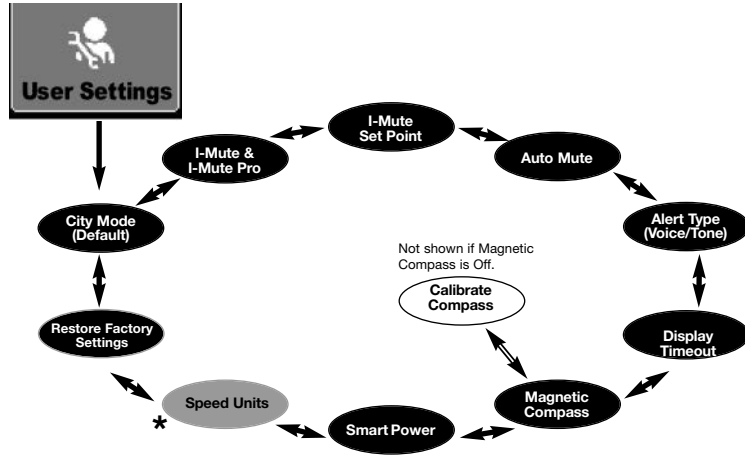 User Settings
I-Mute
Set Point
I-Mute &
I-Mute Pro
Auto Mute
City Mode
(Default)
Alert Type
(Voice/Tone)
Not shown if Magnetic
Compass is Off.
Calibrate
Compass
Restore Factory
Settings
Display
Timeout
* Speed Units
Magnetic
Compass
Smart Power